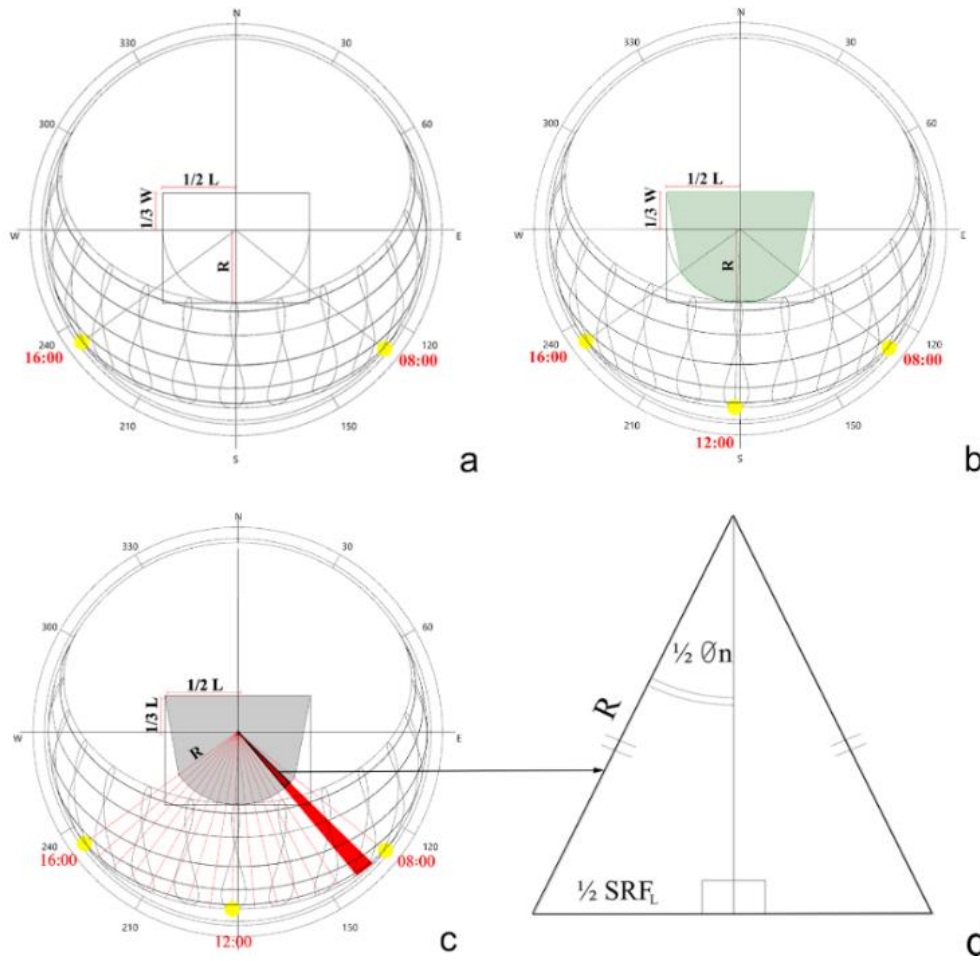 N
330
30
300
60
1/2 L
1/3 W
W
E
R
240
120
16:00
08:00
210
150
S
a
N
330
30
300
60
1/2 L
1/3 W
W
E
R
240
120
16:00
08:00
210
150
12:00
S
b
N
330
30
300
60
1/2 L
1/3 L
W
E
R
240
120
16:00
08:00
210
150
12:00
c
½ Øn
R
½ SRFL
d